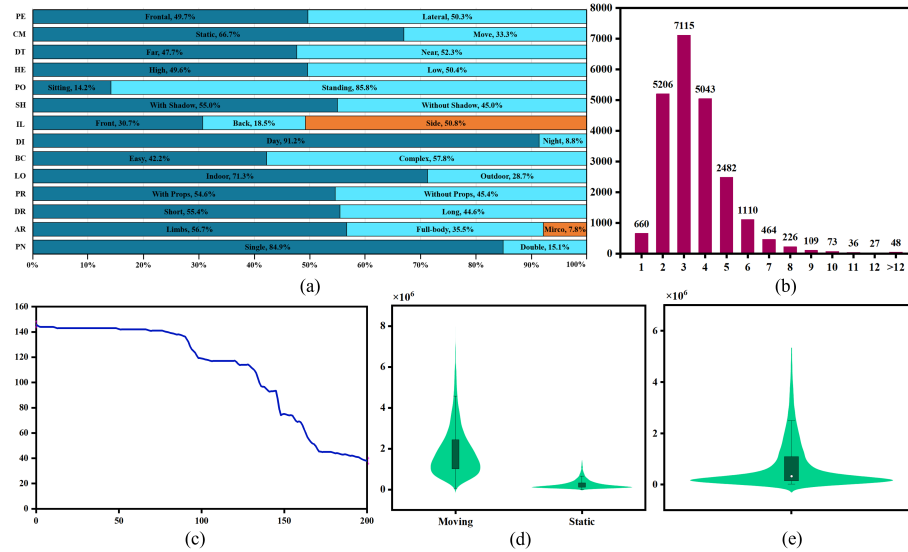 PE Frontal, 49.7% Lateral, 50.3%
CM Static, 66.7% Move, 33.3%
DT Far, 47.7% Near, 52.3%
HE High, 49.6% Low, 50.4%
PO Sitting, 14.2% Standing, 85.8%
SH With Shadow, 55.0% Without Shadow, 45.0%
IL Front, 30.7% Back, 18.5% Side, 50.8%
DI Day, 91.2% Night, 8.8%
BC Easy, 42.2% Complex, 57.8%
LO Indoor, 71.3% Outdoor, 28.7%
PR With Props, 54.6% Without Props, 45.4%
DR Short, 55.4% Long, 44.6%
AR Limbs, 56.7% Full-body, 35.5% Mirco, 7.8%
PN Single, 84.9% Double, 15.1%
0% 10% 20% 30% 40% 50% 60% 70% 80% 90% 100%
(a)
8000
7000
6000
5000
4000
3000
2000
1000
0
660 5206 7115 5043 2482 1110 464 226 109 73 36 27 48
1 2 3 4 5 6 7 8 9 10 11 12 >12
(b)
160
140
120
100
80
60
40
20
0
0 50 100 150 200
(c)
×10⁶
8
6
4
2
0
Moving Static
(d)
×10⁶
6
4
2
0
(e)